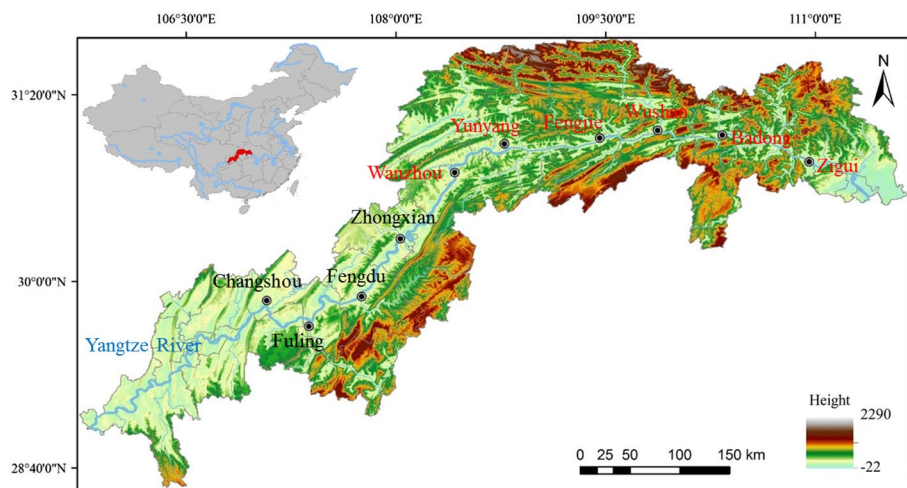 106°30'0"E 108°0'0"E 109°30'0"E 111°0'0"E
31°20'0"N
N
Wushan
Yunyang
Fengjie
Badong
Wanzhou
Zigui
Zhongxian
30°0'0"N
Changshou
Fengdu
Yangtze River
Fuling
Height
2290
-22
28°40'0"N
0 25 50 100 150 km